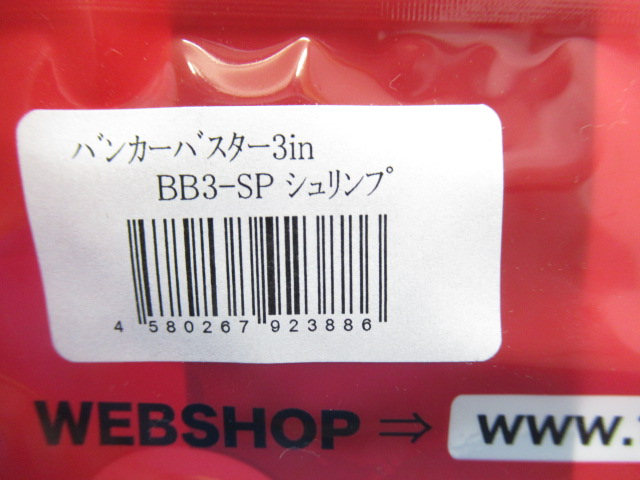 バンカーバスター3in
BB3-SP シュリンプ
4 580267 923886
WEBSHOP ⇒ www.